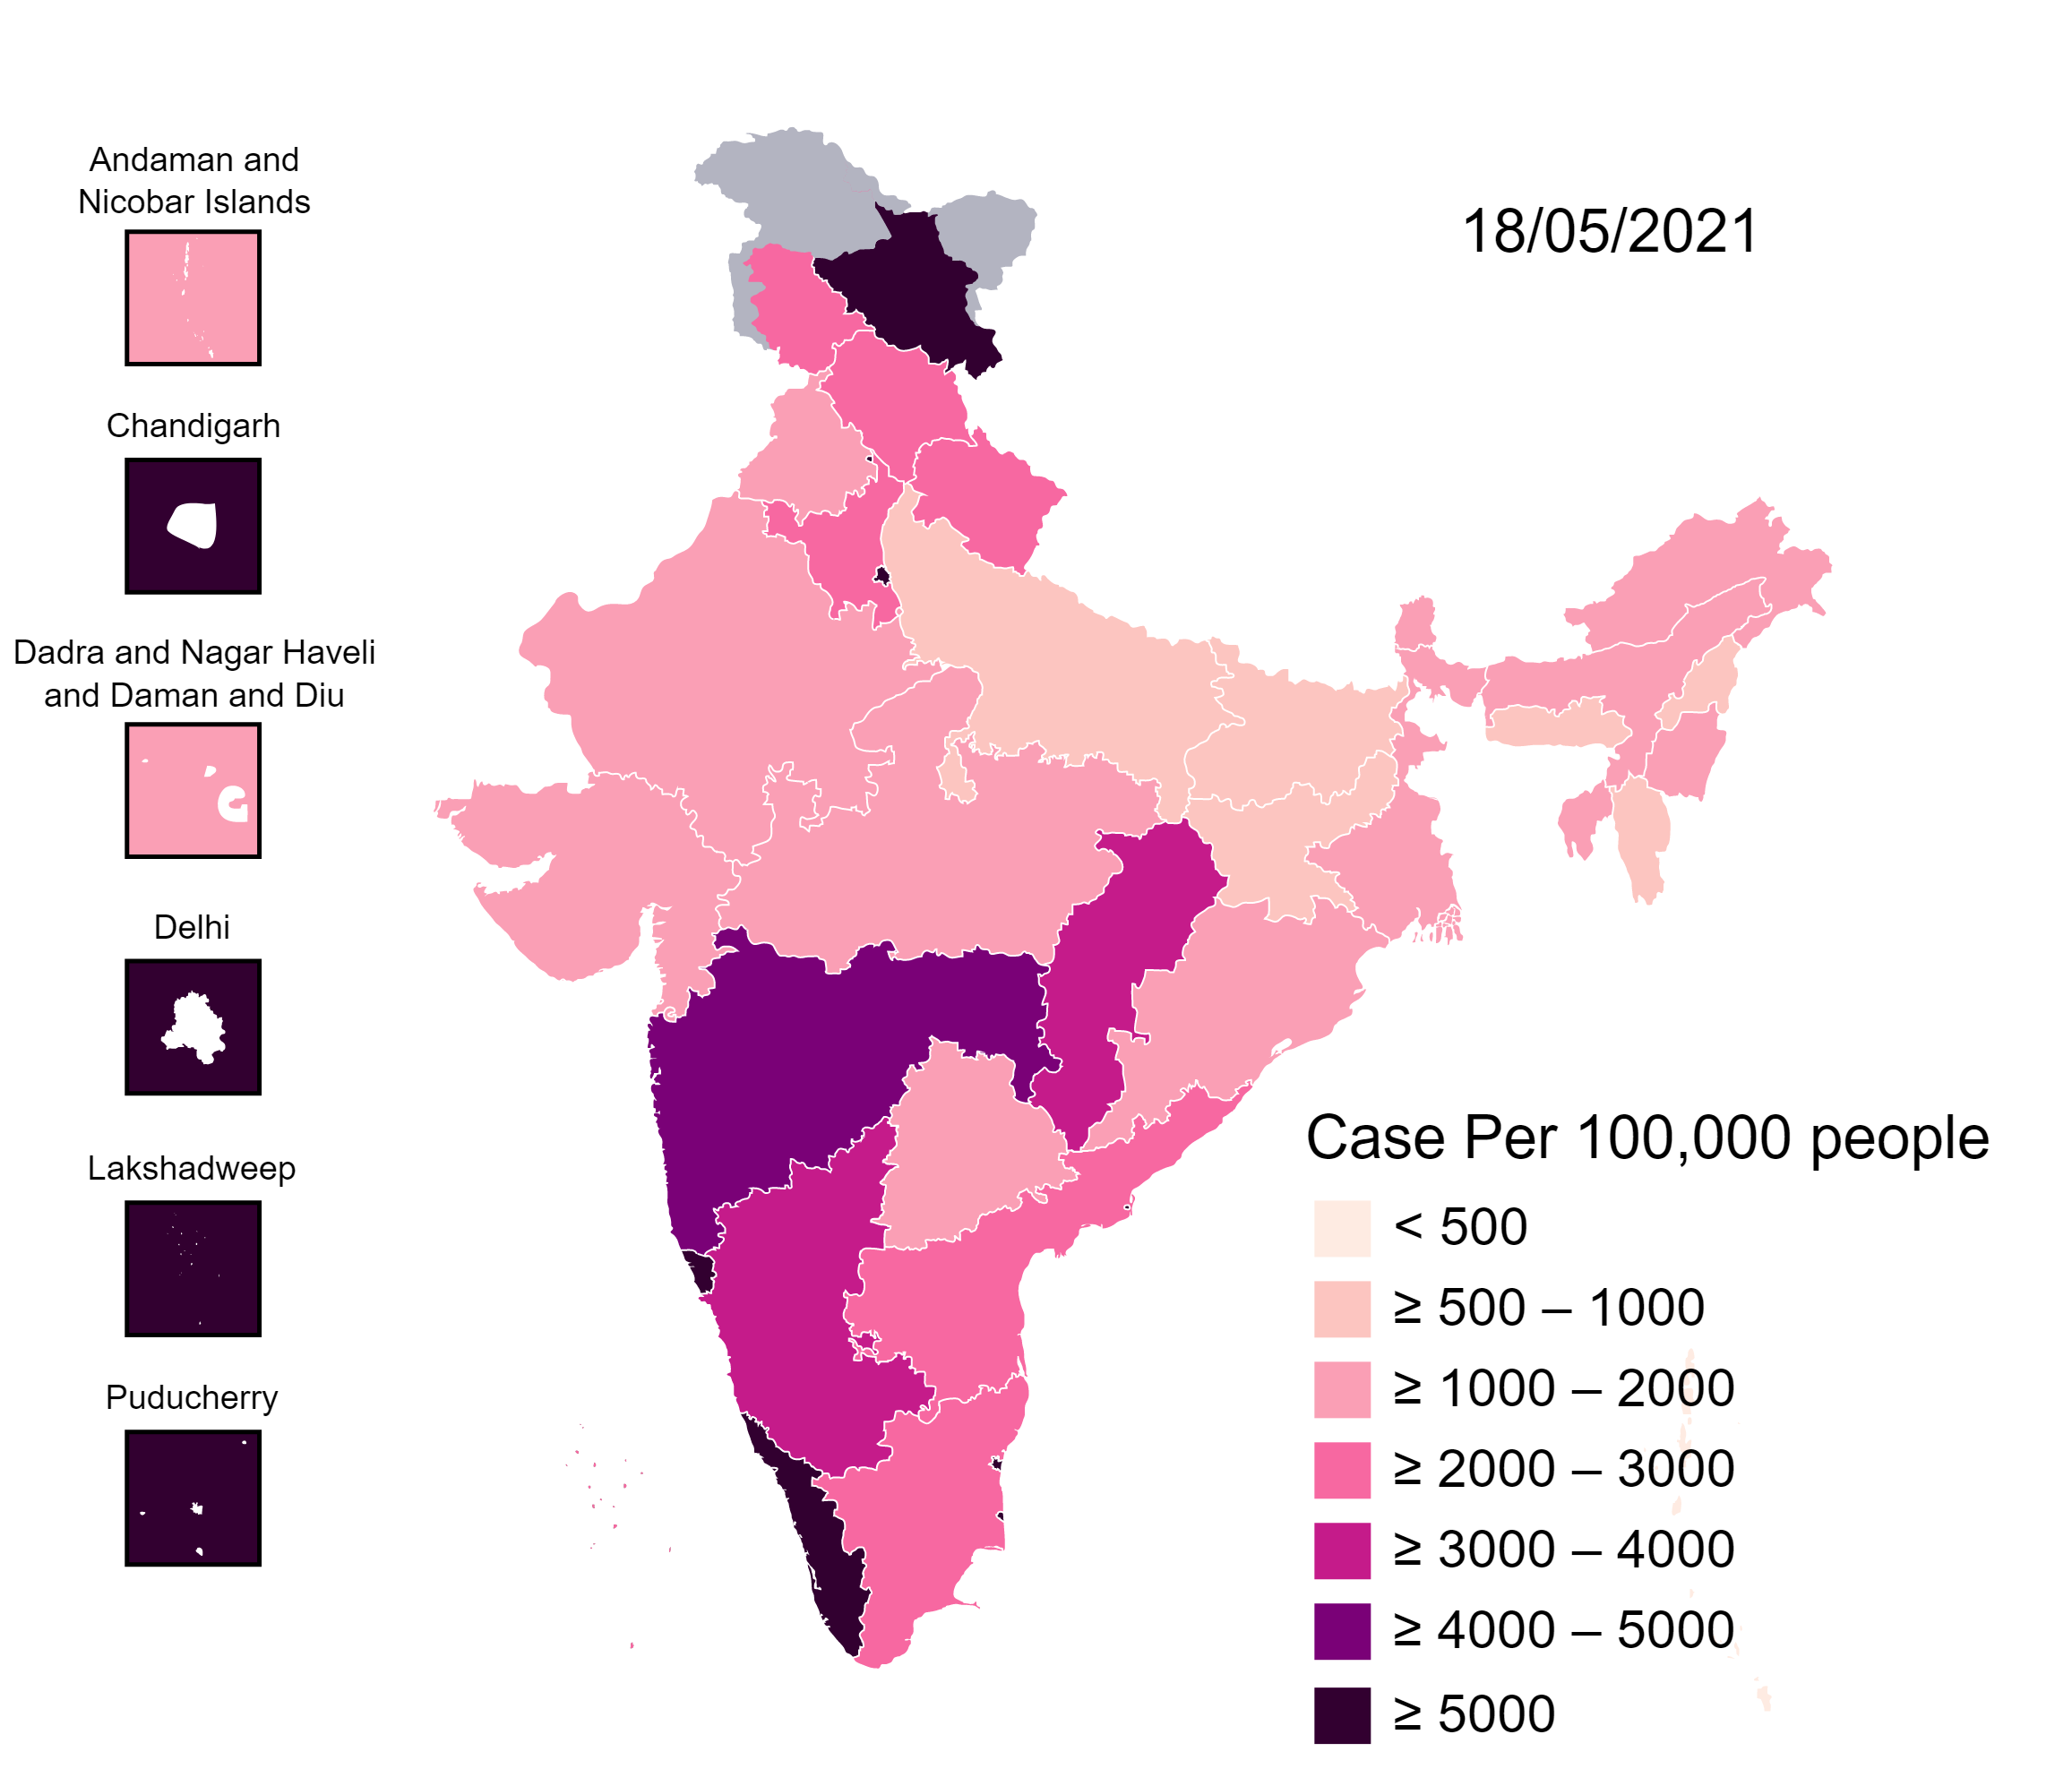 Andaman and
Nicobar Islands
Chandigarh
Dadra and Nagar Haveli
and Daman and Diu
Delhi
Lakshadweep
Puducherry
18/05/2021
Case Per 100,000 people
< 500
≥ 500 – 1000
≥ 1000 – 2000
≥ 2000 – 3000
≥ 3000 – 4000
≥ 4000 – 5000
≥ 5000